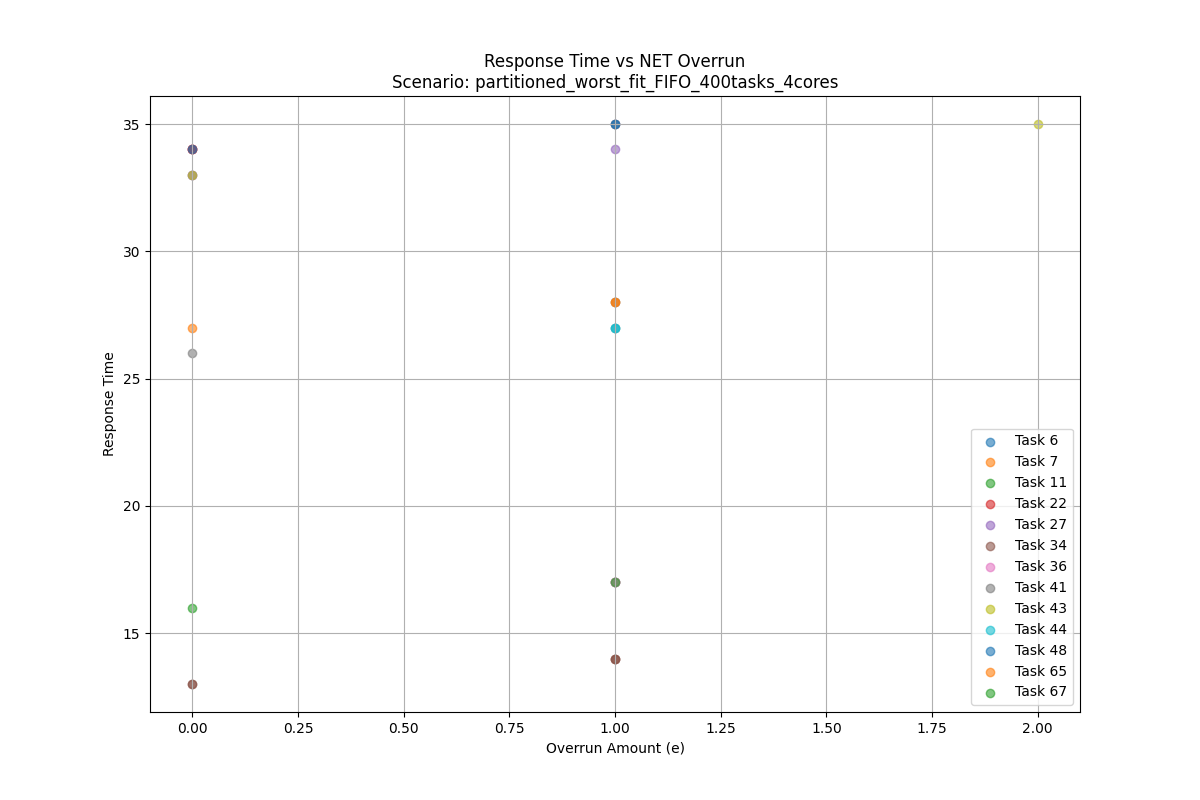 Response Time vs NET Overrun
Scenario: partitioned_worst_fit_FIFO_400tasks_4cores
35
30
25
20
15
Response Time
0.00 0.25 0.50 0.75 1.00 1.25 1.50 1.75 2.00
Overrun Amount (e)
Task 6
Task 7
Task 11
Task 22
Task 27
Task 34
Task 36
Task 41
Task 43
Task 44
Task 48
Task 65
Task 67